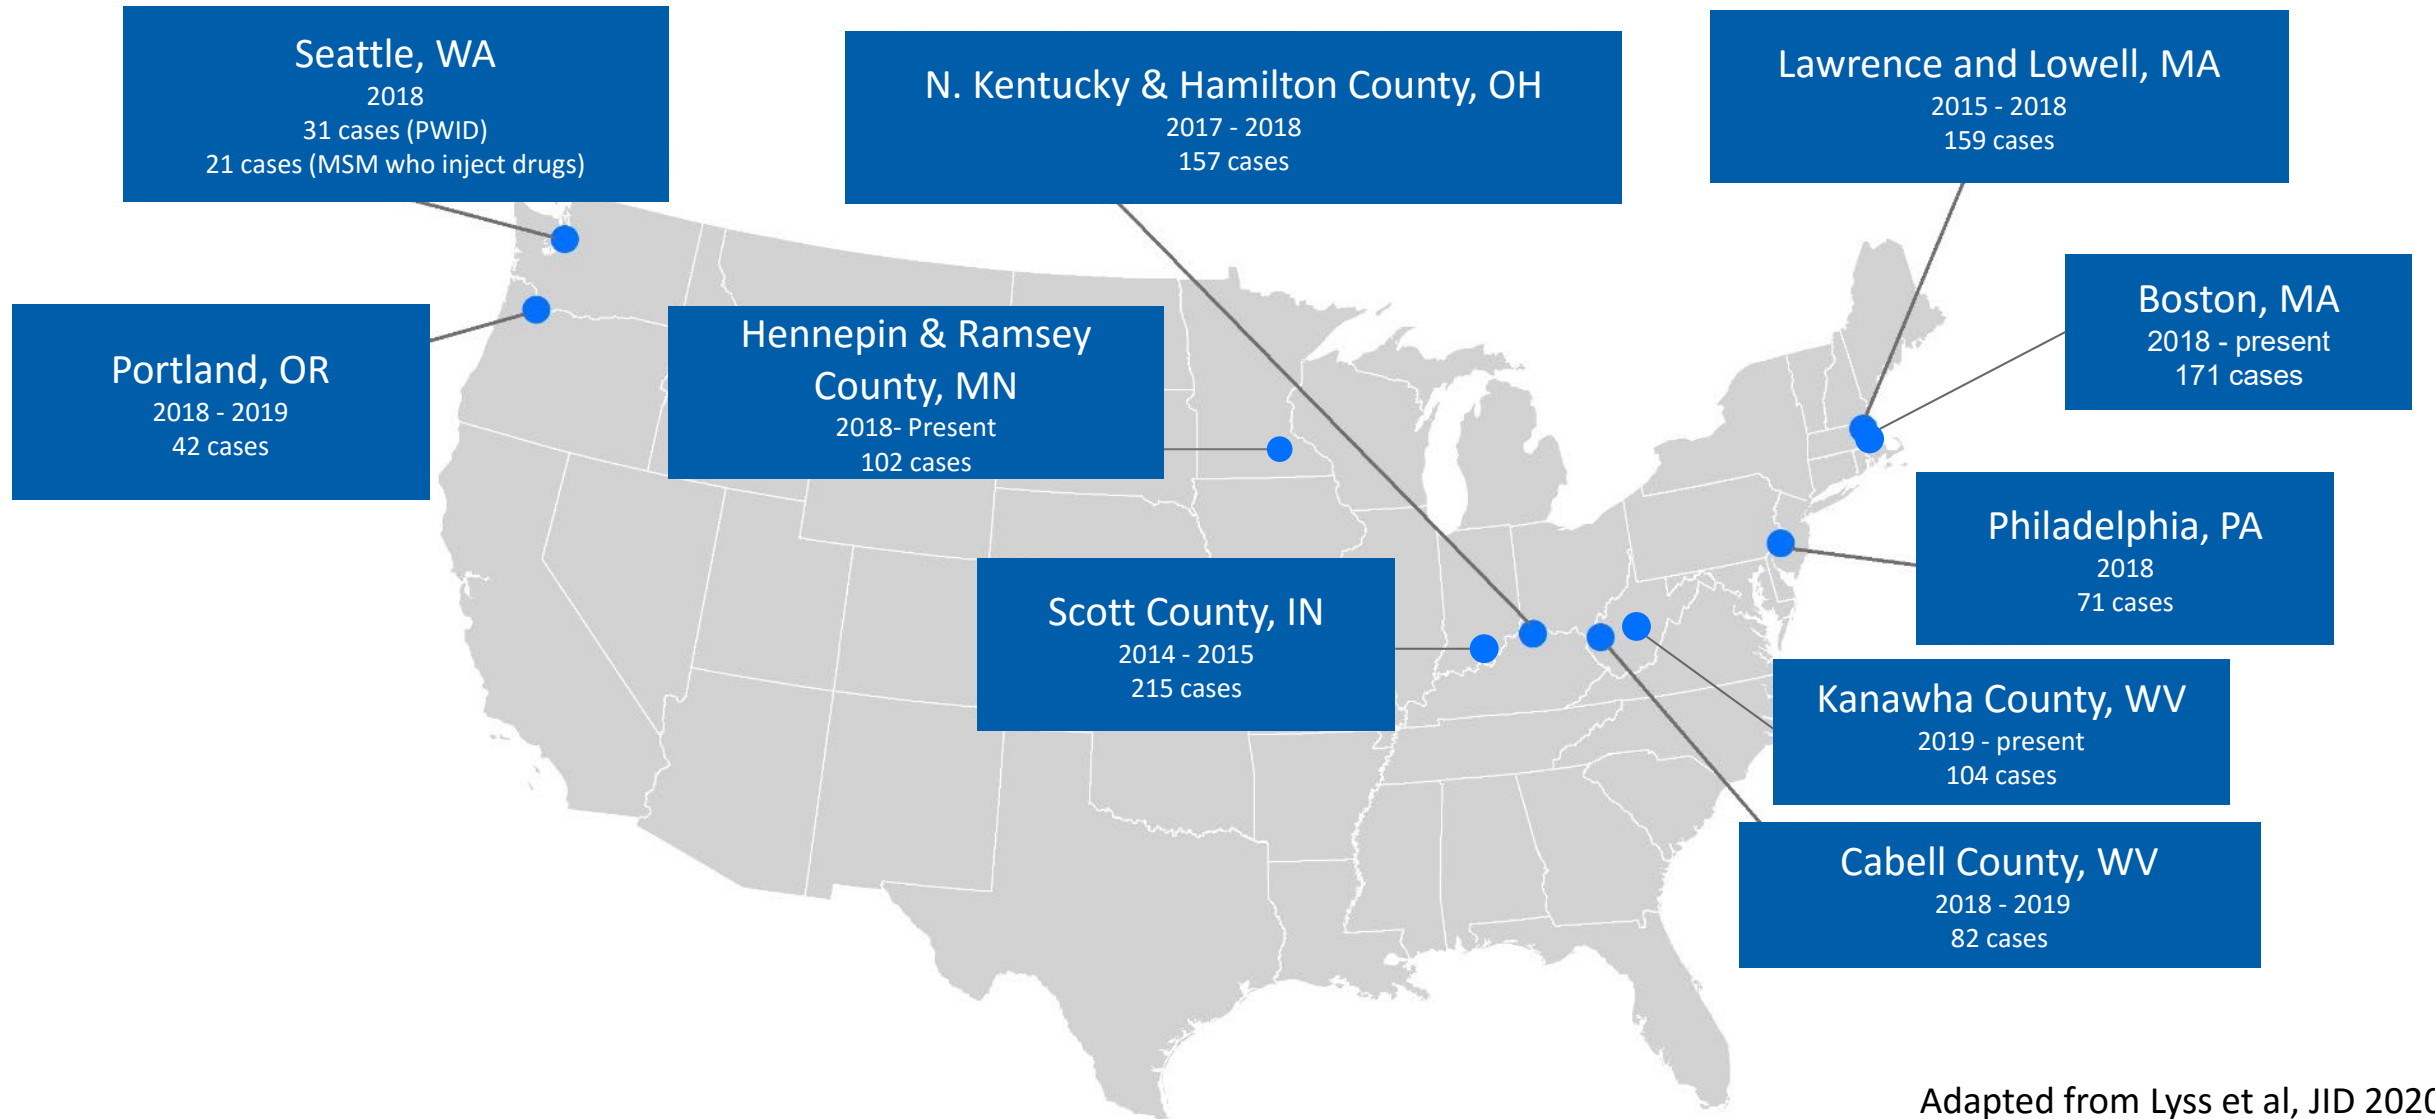 Seattle, WA
2018
31 cases (PWID)
21 cases (MSM who inject drugs)
N. Kentucky & Hamilton County, OH
2017 - 2018
157 cases
Lawrence and Lowell, MA
2015 - 2018
159 cases
Boston, MA
2018 - present
171 cases
Portland, OR
2018 - 2019
42 cases
Hennepin & Ramsey
County, MN
2018- Present
102 cases
Philadelphia, PA
2018
71 cases
Scott County, IN
2014 - 2015
215 cases
Kanawha County, WV
2019 - present
104 cases
Cabell County, WV
2018 - 2019
82 cases
Adapted from Lyss et al, JID 2020